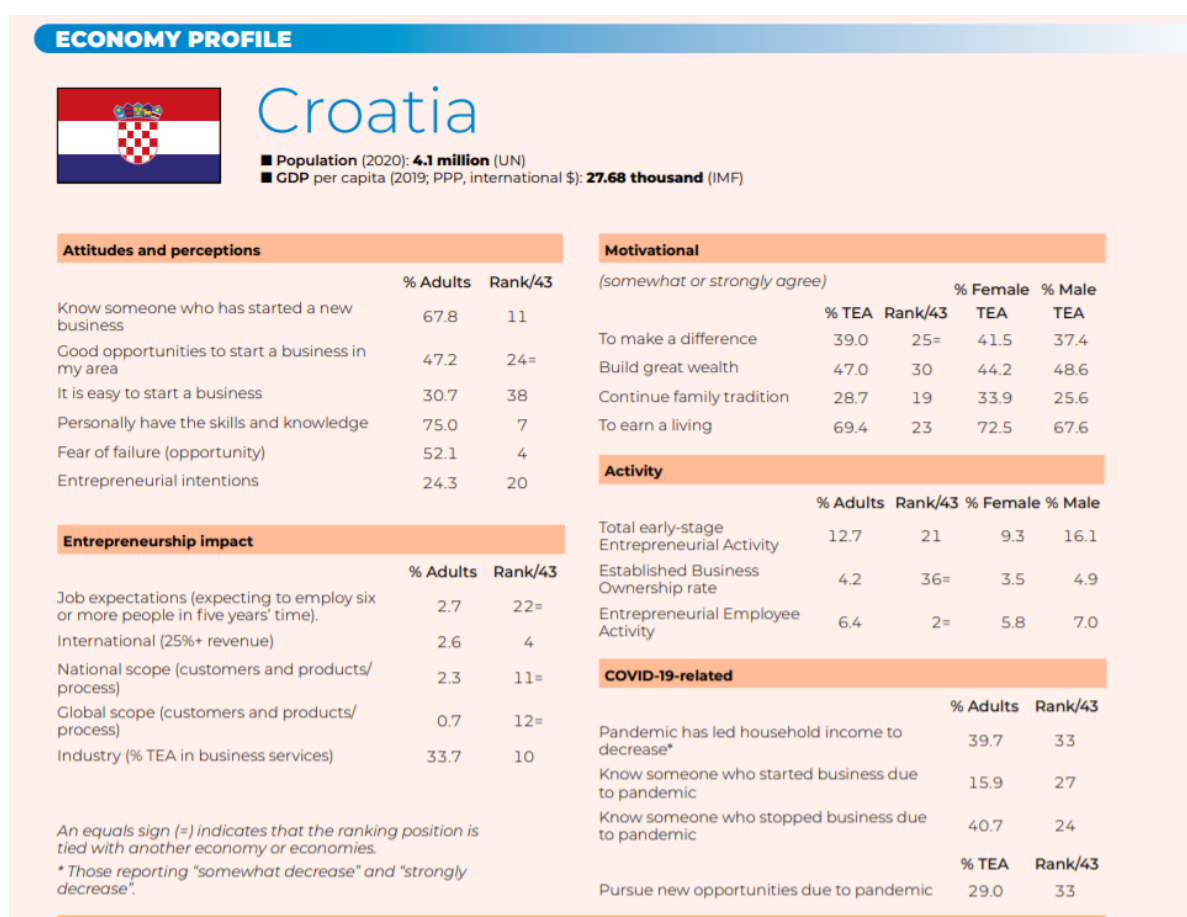 ECONOMY PROFILE
Croatia
■ Population (2020): 4.1 million (UN)
■ GDP per capita (2019; PPP, international $): 27.68 thousand (IMF)
Attitudes and perceptions
% Adults Rank/43
Know someone who has started a new
business 67.8 11
Good opportunities to start a business in
my area 47.2 24=
It is easy to start a business 30.7 38
Personally have the skills and knowledge 75.0 7
Fear of failure (opportunity) 52.1 4
Entrepreneurial intentions 24.3 20
Entrepreneurship impact
% Adults Rank/43
Job expectations (expecting to employ six
or more people in five years’ time). 2.7 22=
International (25%+ revenue) 2.6 4
National scope (customers and products/
process) 2.3 11=
Global scope (customers and products/
process) 0.7 12=
Industry (% TEA in business services) 33.7 10
An equals sign (=) indicates that the ranking position is
tied with another economy or economies.
* Those reporting “somewhat decrease” and “strongly
decrease”.
Motivational
(somewhat or strongly agree)
% TEA Rank/43 % Female TEA % Male TEA
To make a difference 39.0 25= 41.5 37.4
Build great wealth 47.0 30 44.2 48.6
Continue family tradition 28.7 19 33.9 25.6
To earn a living 69.4 23 72.5 67.6
Activity
% Adults Rank/43 % Female % Male
Total early-stage
Entrepreneurial Activity 12.7 21 9.3 16.1
Established Business
Ownership rate 4.2 36= 3.5 4.9
Entrepreneurial Employee
Activity 6.4 2= 5.8 7.0
COVID-19-related
% Adults Rank/43
Pandemic has led household income to
decrease* 39.7 33
Know someone who started business due
to pandemic 15.9 27
Know someone who stopped business due
to pandemic 40.7 24
% TEA Rank/43
Pursue new opportunities due to pandemic 29.0 33